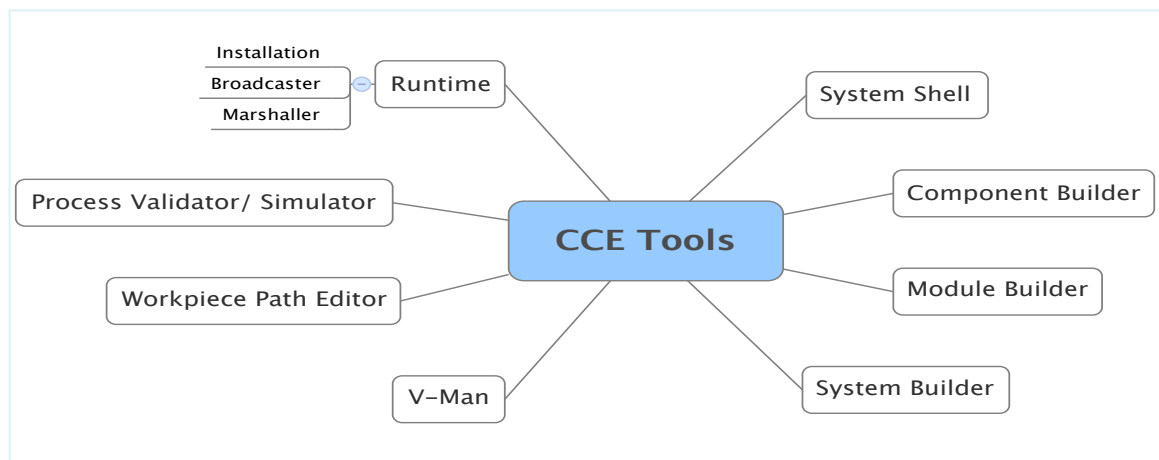 Installation
Broadcaster
Marshaller
Runtime
System Shell
Process Validator/ Simulator
Component Builder
CCE Tools
Workpiece Path Editor
Module Builder
V-Man
System Builder